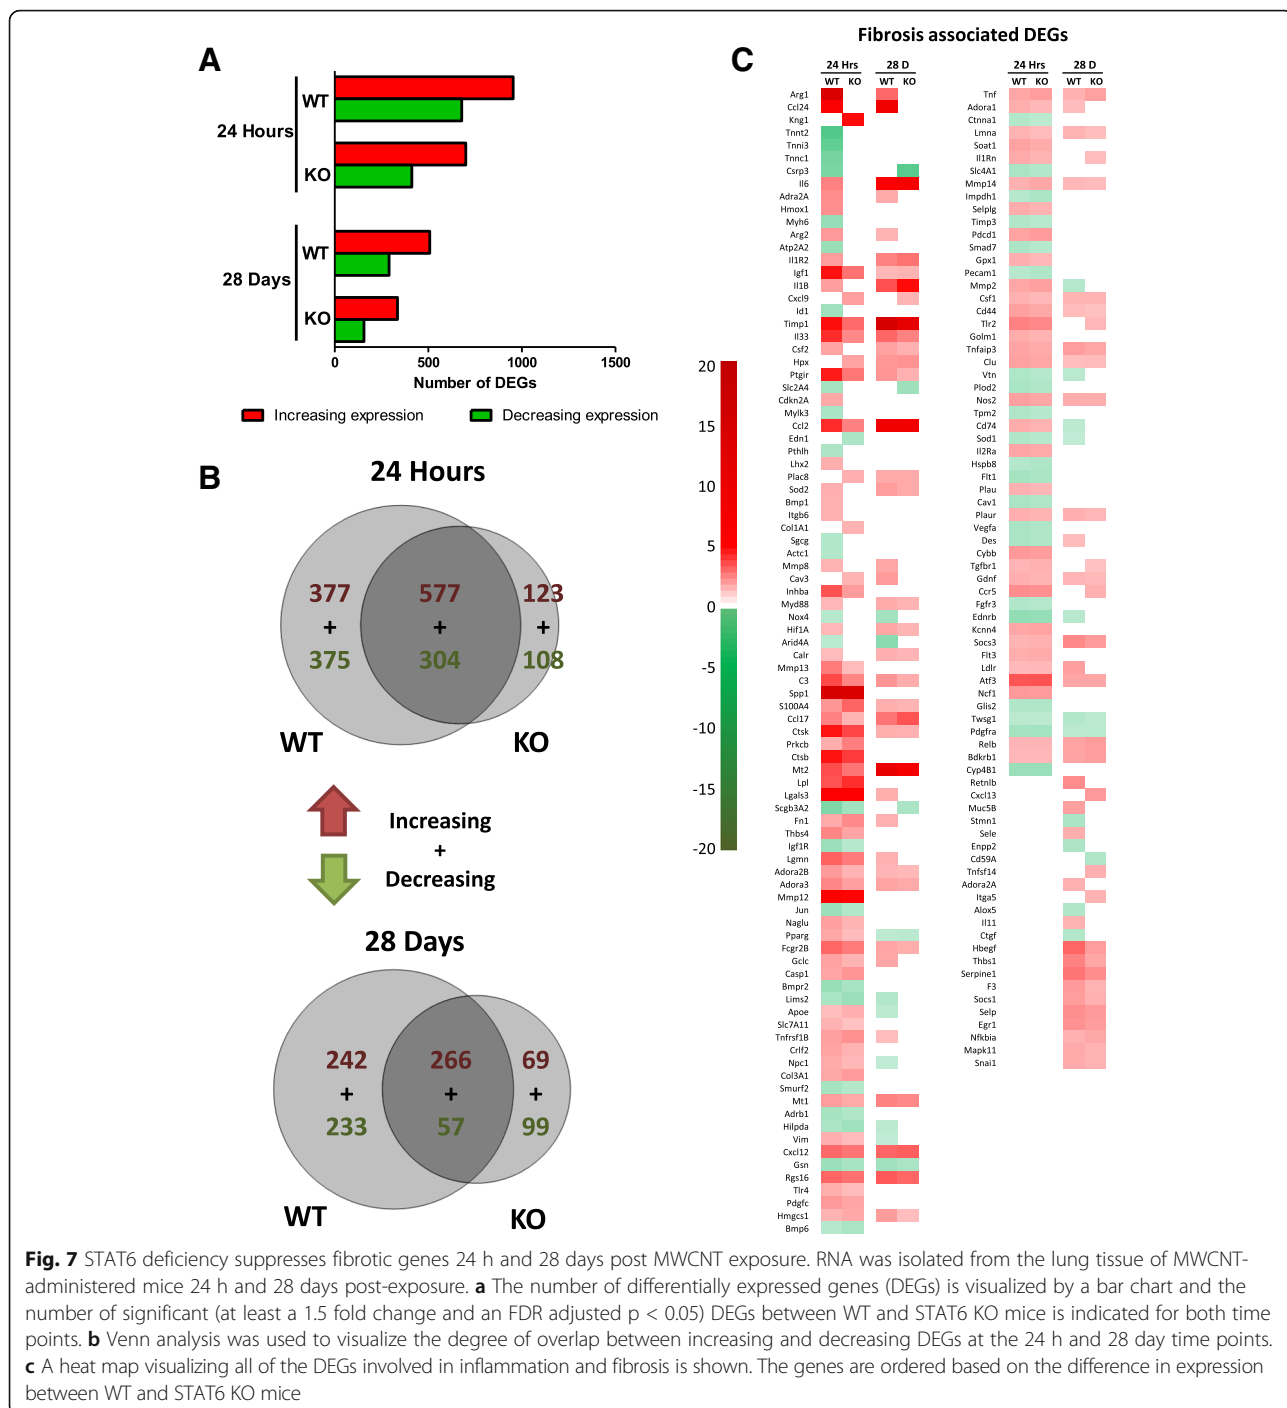 Fibrosis associated DEGs
A
24 Hours
WT
KO
28 Days
WT
KO
0 500 1000 1500
Number of DEGs
Increasing expression Decreasing expression
B
24 Hours
377 577 123
+ + +
375 304 108
WT KO
Increasing
+
Decreasing
28 Days
242 266 69
+ + +
233 57 99
WT KO
C
20
15
10
5
0
-5
-10
-15
-20
24 Hrs 28 D
WT KO WT KO
Arg1
Ccl24
Kng1
Tnnt2
Tnni3
Tnnc1
Csrp3
Il6
Adra2A
Hmox1
Myh6
Arg2
Atp2A2
Il1R2
Igf1
Il1B
Cxcl9
Id1
Timp1
Il33
Csf2
Hpx
Ptgir
Slc2A4
Cdkn2A
Mylk3
Ccl2
Edn1
Pthlh
Lhx2
Plac8
Sod2
Bmp1
Itgb6
Col1A1
Sgcg
Actc1
Mmp8
Cav3
Inhba
Myd88
Nox4
Hif1A
Arid4A
Calr
Mmp13
C3
Spp1
S100A4
Ccl17
Ctsk
Prkcb
Ctsb
Mt2
Lpl
Lgals3
Scgb3A2
Fn1
Thbs4
Igf1R
Lgmn
Adora2B
Adora3
Mmp12
Jun
Naglu
Pparg
Fcgr2B
Gclc
Casp1
Bmpr2
Lims2
Apoe
Slc7A11
Tnfrsf1B
Crlf2
Npc1
Col3A1
Smurf2
Mt1
Adrb1
Hilpda
Vim
Cxcl12
Gsn
Rgs16
Tlr4
Pdgfc
Hmgcs1
Bmp6
24 Hrs 28 D
WT KO WT KO
Tnf
Adora1
Ctnna1
Lmna
Soat1
Il1Rn
Slc4A1
Mmp14
Impdh1
Selplg
Timp3
Pdcd1
Smad7
Gpx1
Pecam1
Mmp2
Csf1
Cd44
Tlr2
Golm1
Tnfaip3
Clu
Vtn
Plod2
Nos2
Tpm2
Cd74
Sod1
Il2Ra
Hspb8
Flt1
Plau
Cav1
Plaur
Vegfa
Des
Cybb
Tgfbr1
Gdnf
Ccr5
Fgfr3
Ednrb
Kcnn4
Socs3
Flt3
Ldlr
Atf3
Ncf1
Glis2
Twsg1
Pdgfra
Relb
Bdkrb1
Cyp4B1
Retnlb
Cxcl13
Muc5B
Stmn1
Sele
Enpp2
Cd59A
Tnfsf14
Adora2A
Itga5
Alox5
Il11
Ctgf
Hbegf
Thbs1
Serpine1
F3
Socs1
Selp
Egr1
Nfkbia
Mapk11
Snai1
Fig. 7 STAT6 deficiency suppresses fibrotic genes 24 h and 28 days post MWCNT exposure. RNA was isolated from the lung tissue of MWCNT-
administered mice 24 h and 28 days post-exposure. a The number of differentially expressed genes (DEGs) is visualized by a bar chart and the
number of significant (at least a 1.5 fold change and an FDR adjusted p < 0.05) DEGs between WT and STAT6 KO mice is indicated for both time
points. b Venn analysis was used to visualize the degree of overlap between increasing and decreasing DEGs at the 24 h and 28 day time points.
c A heat map visualizing all of the DEGs involved in inflammation and fibrosis is shown. The genes are ordered based on the difference in expression
between WT and STAT6 KO mice